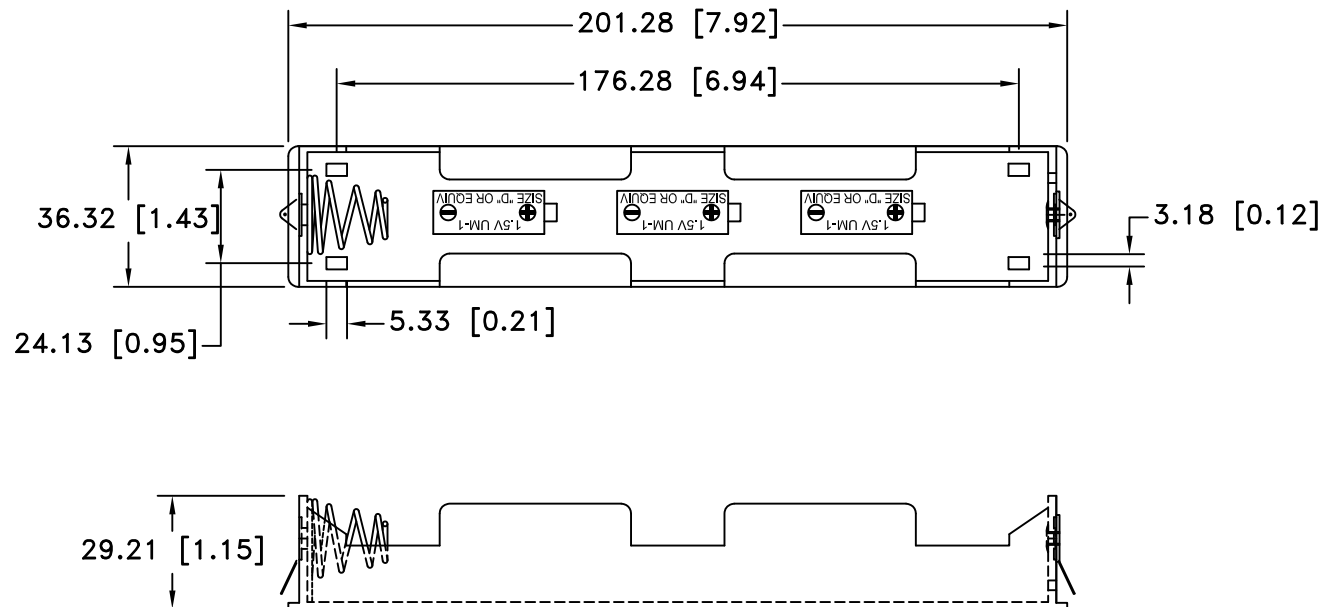 201.28 [7.92]
176.28 [6.94]
36.32 [1.43]
1.5V UM-1
SIZE "D" OR EQUIV
1.5V UM-1
SIZE "D" OR EQUIV
1.5V UM-1
SIZE "D" OR EQUIV
3.18 [0.12]
5.33 [0.21]
24.13 [0.95]
29.21 [1.15]